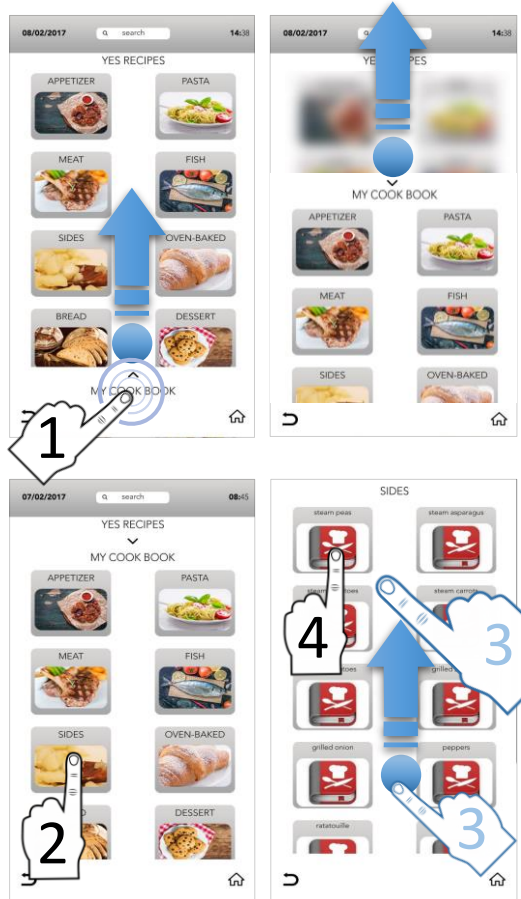 08/02/2017 search 14:38
YES RECIPES
APPETIZER PASTA
MEAT FISH
SIDES OVEN-BAKED
BREAD DESSERT
MY COOK BOOK
1
08/02/2017 14:38
MY COOK BOOK
APPETIZER PASTA
MEAT FISH
SIDES OVEN-BAKED
07/02/2017 search 08:45
YES RECIPES
MY COOK BOOK
APPETIZER PASTA
MEAT FISH
SIDES OVEN-BAKED
DESSERT
2
SIDES
steam peas steam asparagus
steam carrots
4
3
grilled onion peppers
3
ratatouille